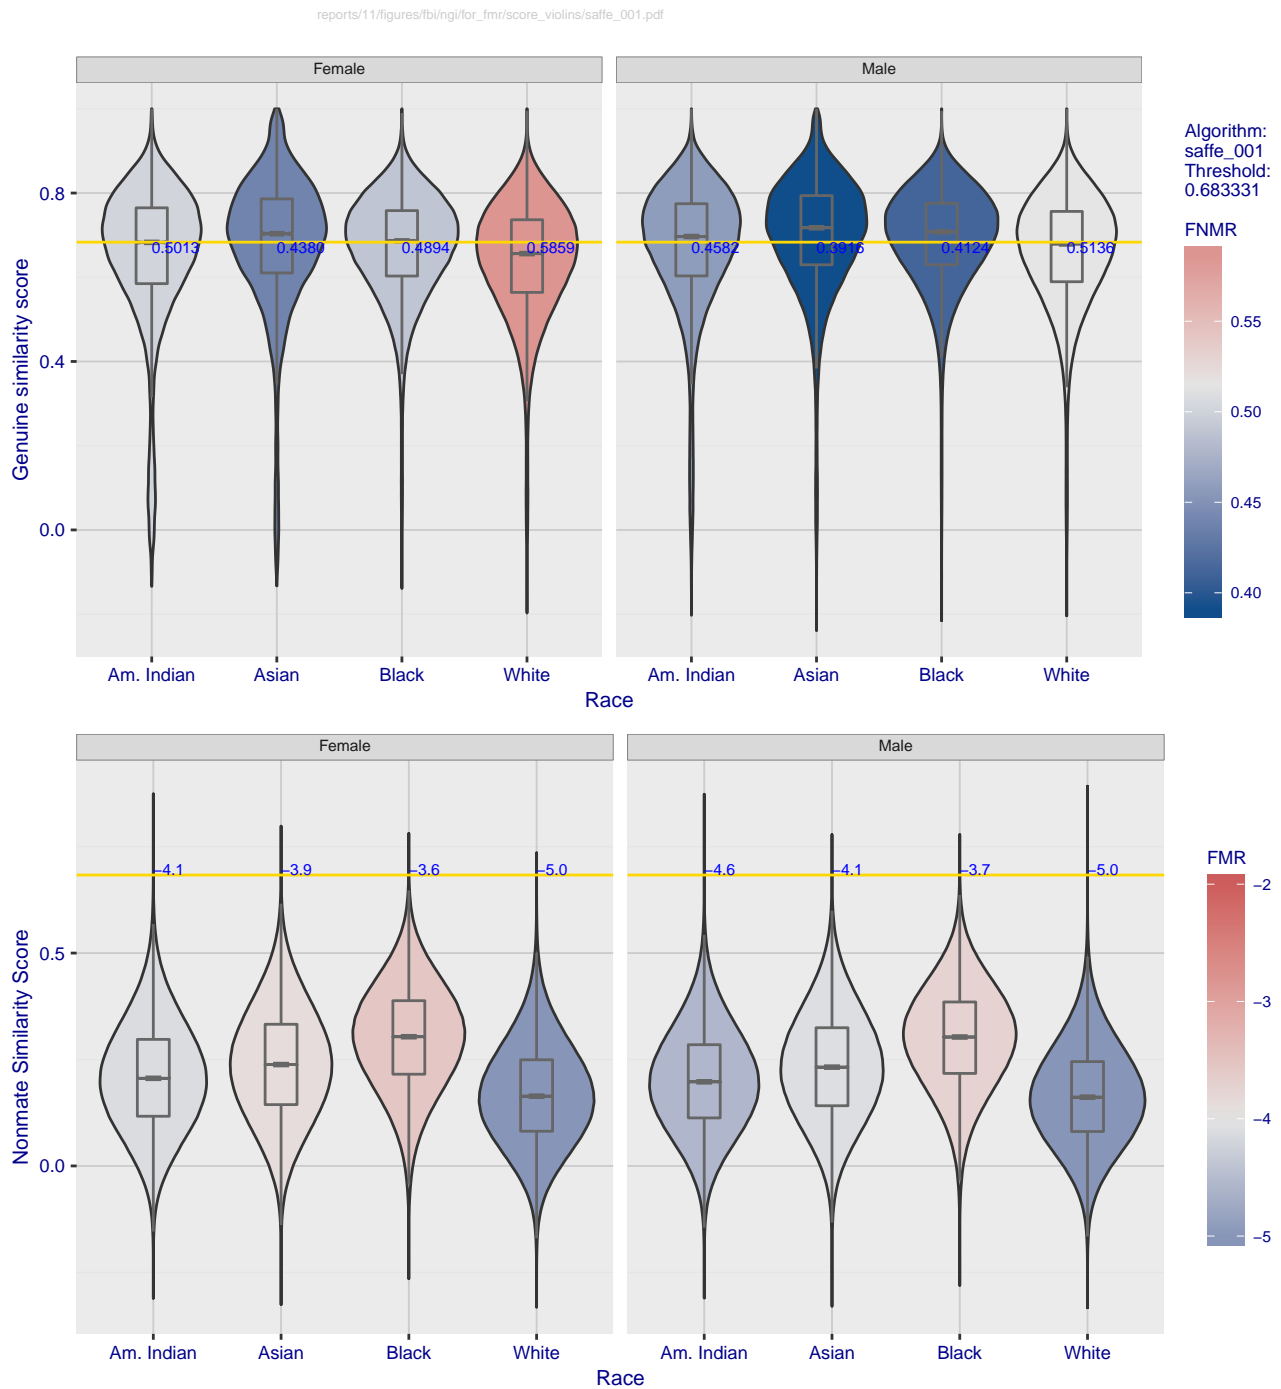 reports/11/figures/fbi/ngi/for_fmr/score_violins/saffe_001.pdf
Female
Male
Genuine similarity score
0.8
0.4
0.0
0.5013
0.4380
0.4894
0.5859
0.4582
0.3916
0.4124
0.5136
Am. Indian
Asian
Black
White
Am. Indian
Asian
Black
White
Race
Algorithm:
saffe_001
Threshold:
0.683331
FNMR
0.55
0.50
0.45
0.40
Female
Male
Nonmate Similarity Score
0.5
0.0
−4.1
−3.9
−3.6
−5.0
−4.6
−4.1
−3.7
−5.0
Am. Indian
Asian
Black
White
Am. Indian
Asian
Black
White
Race
FMR
−2
−3
−4
−5